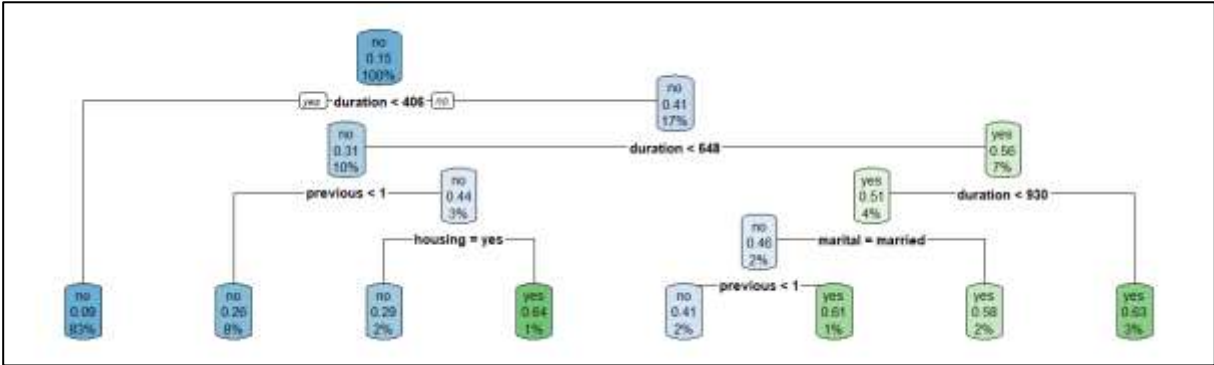 no
0.15
100%
yes duration < 406 no
no
0.41
17%
no
0.31
10%
duration < 648
yes
0.56
7%
previous < 1
no
0.44
3%
yes
0.51
4%
duration < 930
housing = yes
no
0.46
2%
marital = married
previous < 1
no
0.09
83%
no
0.26
8%
no
0.29
2%
yes
0.64
1%
no
0.41
2%
yes
0.61
1%
yes
0.58
2%
yes
0.63
3%